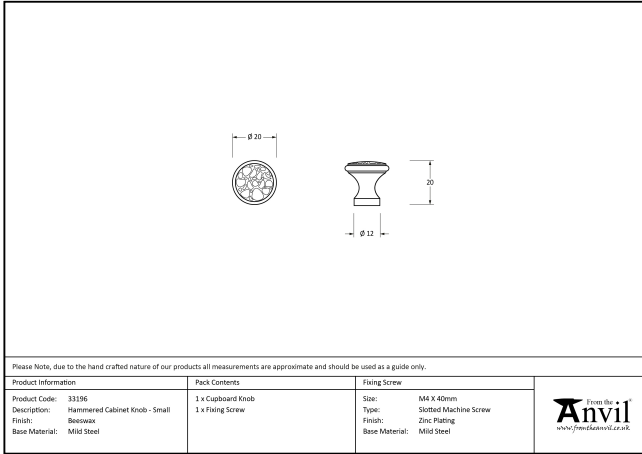 Ø 20
20
Ø 12
Please Note, due to the hand crafted nature of our products all measurements are approximate and should be used as a guide only.
Product Information
Product Code: 33196
Description: Hammered Cabinet Knob - Small
Finish: Beeswax
Base Material: Mild Steel
Pack Contents
1 x Cupboard Knob
1 x Fixing Screw
Fixing Screw
Size: M4 X 40mm
Type: Slotted Machine Screw
Finish: Zinc Plating
Base Material: Mild Steel
From the
Anvil®
www.fromtheanvil.co.uk